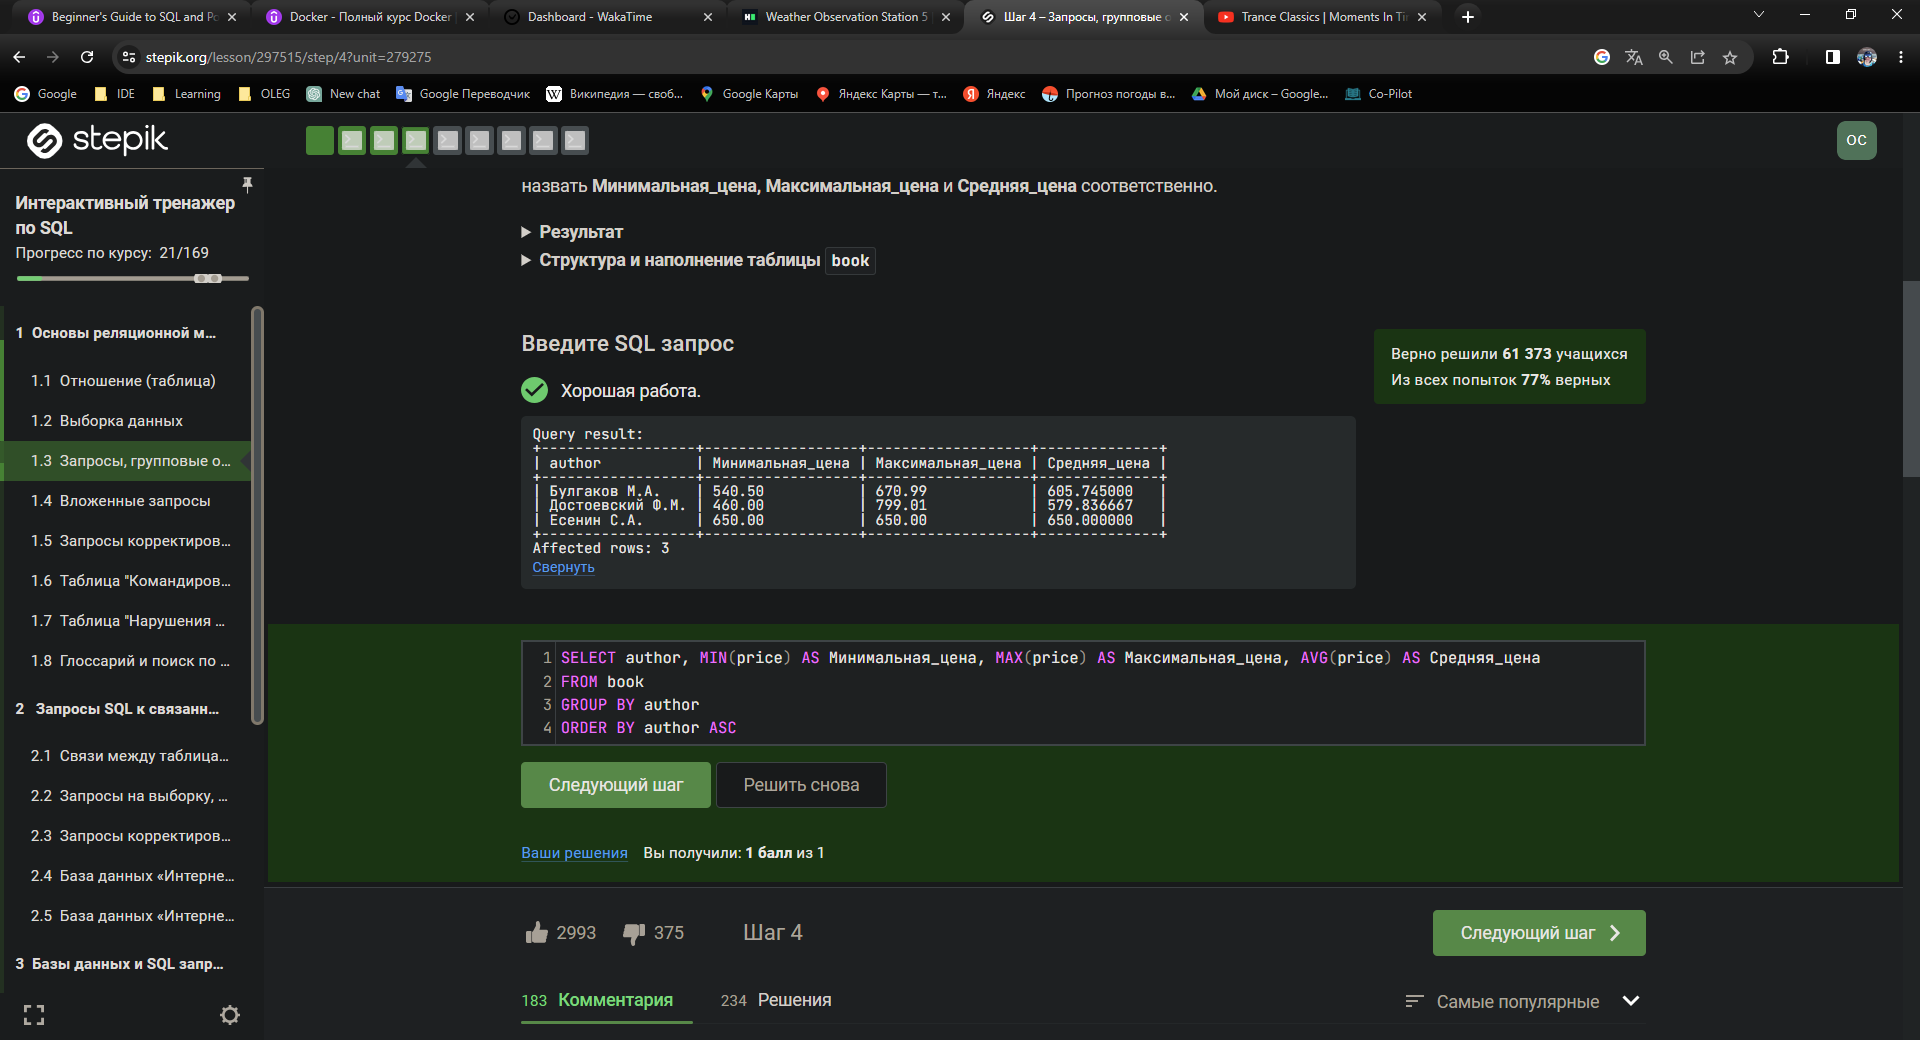 Beginner's Guide to SQL and Po
Docker - Полный курс Docker
Dashboard - WakaTime
Weather Observation Station 5
Шаг 4 – Запросы, групповые о
Trance Classics | Moments In Ti
stepik.org/lesson/297515/step/4?unit=279275
Google
IDE
Learning
OLEG
New chat
Google Переводчик
Википедия — своб...
Google Карты
Яндекс Карты — т...
Яндекс
Прогноз погоды в...
Мой диск – Google...
Co-Pilot
stepik
OC
Интерактивный тренажер
по SQL
Прогресс по курсу: 21/169
1 Основы реляционной м...
1.1 Отношение (таблица)
1.2 Выборка данных
1.3 Запросы, групповые о...
1.4 Вложенные запросы
1.5 Запросы корректиров...
1.6 Таблица "Командиров...
1.7 Таблица "Нарушения ...
1.8 Глоссарий и поиск по ...
2 Запросы SQL к связанн...
2.1 Связи между таблица...
2.2 Запросы на выборку, ...
2.3 Запросы корректиров...
2.4 База данных «Интерне...
2.5 База данных «Интерне...
3 Базы данных и SQL запр...
назвать Минимальная_цена, Максимальная_цена и Средняя_цена соответственно.
Результат
Структура и наполнение таблицы book
Введите SQL запрос
Верно решили 61 373 учащихся
Из всех попыток 77% верных
Хорошая работа.
Query result:
+------------------+------------------+-------------------+--------------+
| author | Минимальная_цена | Максимальная_цена | Средняя_цена |
+------------------+------------------+-------------------+--------------+
| Булгаков М.А. | 540.50 | 670.99 | 605.745000 |
| Достоевский Ф.М. | 460.00 | 799.01 | 579.836667 |
| Есенин С.А. | 650.00 | 650.00 | 650.000000 |
+------------------+------------------+-------------------+--------------+
Affected rows: 3
Свернуть
1 SELECT author, MIN(price) AS Минимальная_цена, MAX(price) AS Максимальная_цена, AVG(price) AS Средняя_цена
2 FROM book
3 GROUP BY author
4 ORDER BY author ASC
Следующий шаг
Решить снова
Ваши решения Вы получили: 1 балл из 1
2993
375
Шаг 4
Следующий шаг
183 Комментария
234 Решения
Самые популярные